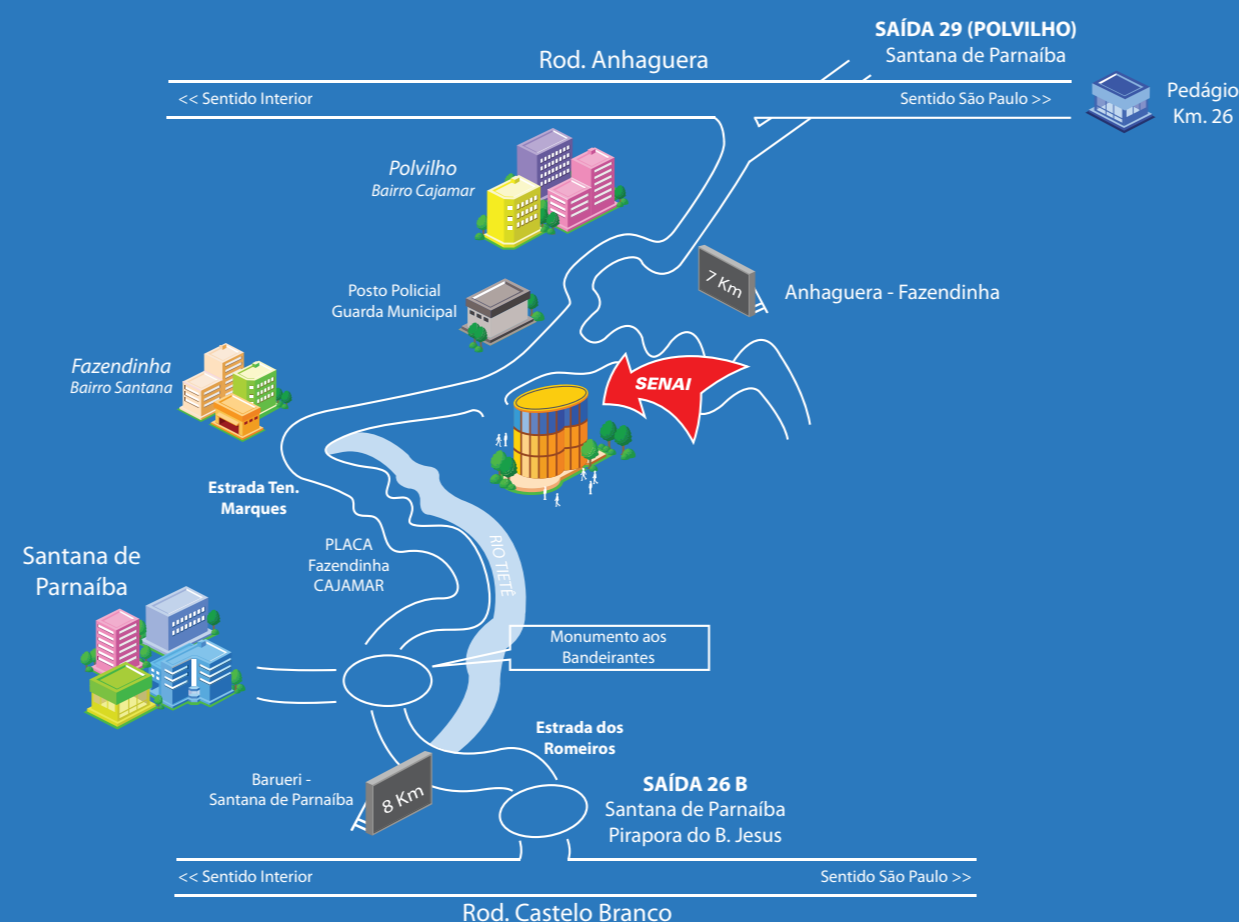 SAÍDA 29 (POLVILHO)
Santana de Parnaíba
Rod. Anhaguera
<< Sentido Interior
Sentido São Paulo >>
Pedágio
Km. 26
Polvilho
Bairro Cajamar
7 Km
Anhaguera - Fazendinha
Posto Policial
Guarda Municipal
Fazendinha
Bairro Santana
SENAI
Estrada Ten.
Marques
PLACA
Fazendinha
CAJAMAR
RIO TIETÊ
Santana de
Parnaíba
Monumento aos
Bandeirantes
Estrada dos
Romeiros
Barueri -
Santana de Parnaíba
8 Km
SAÍDA 26 B
Santana de Parnaíba
Pirapora do B. Jesus
<< Sentido Interior
Sentido São Paulo >>
Rod. Castelo Branco